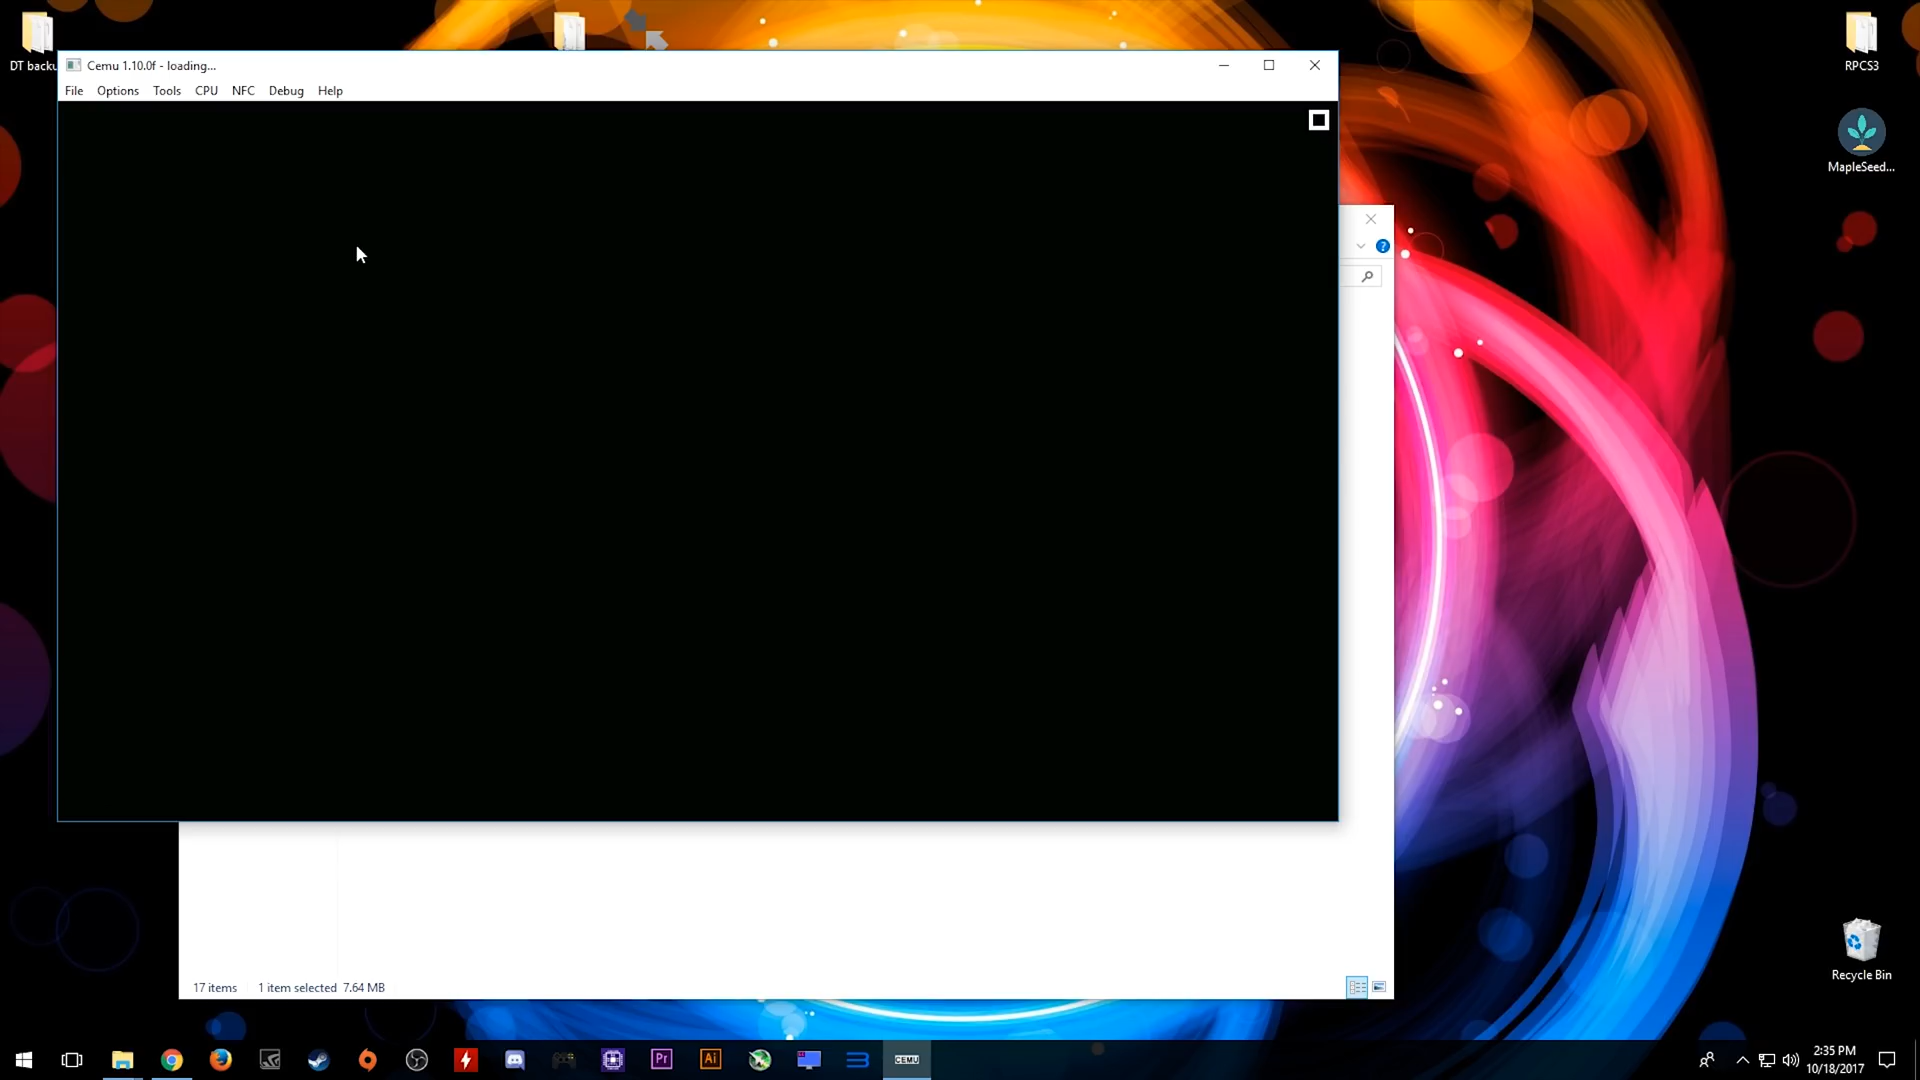 DT backu
RPCS3
Cemu 1.10.0f - loading...
File Options Tools CPU NFC Debug Help
MapleSeed...
?
17 items 1 item selected 7.64 MB
Recycle Bin
Pr
Ai
CEMU
2:35 PM
10/18/2017